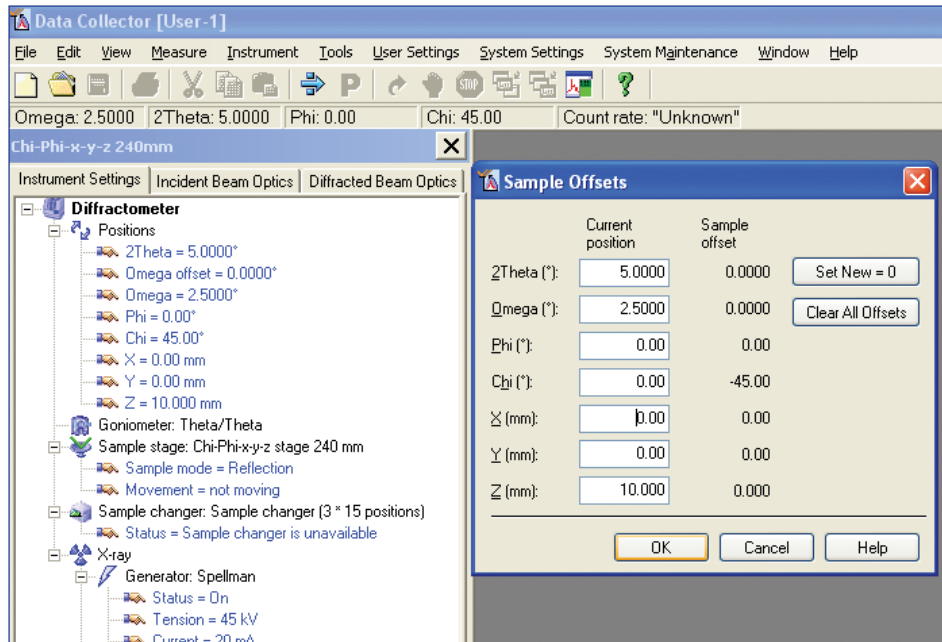 Data Collector [User-1]
File Edit View Measure Instrument Tools User Settings System Settings System Maintenance Window Help
P STOP ?
Omega: 2.5000 2Theta: 5.0000 Phi: 0.00 Chi: 45.00 Count rate: "Unknown"
Chi-Phi-x-y-z 240mm
Instrument Settings Incident Beam Optics Diffracted Beam Optics
Diffractometer
Positions
2Theta = 5.0000°
Omega offset = 0.0000°
Omega = 2.5000°
Phi = 0.00°
Chi = 45.00°
X = 0.00 mm
Y = 0.00 mm
Z = 10.000 mm
Goniometer: Theta/Theta
Sample stage: Chi-Phi-x-y-z stage 240 mm
Sample mode = Reflection
Movement = not moving
Sample changer: Sample changer (3 * 15 positions)
Status = Sample changer is unavailable
X-ray
Generator: Spellman
Status = On
Tension = 45 kV
Current = 20 mA
Sample Offsets
Current position Sample offset
2Theta (°): 5.0000 0.0000 Set New = 0
Omega (°): 2.5000 0.0000 Clear All Offsets
Phi (°): 0.00 0.00
Chi (°): 0.00 -45.00
X (mm): 0.00 0.00
Y (mm): 0.00 0.00
Z (mm): 10.000 0.000
OK Cancel Help